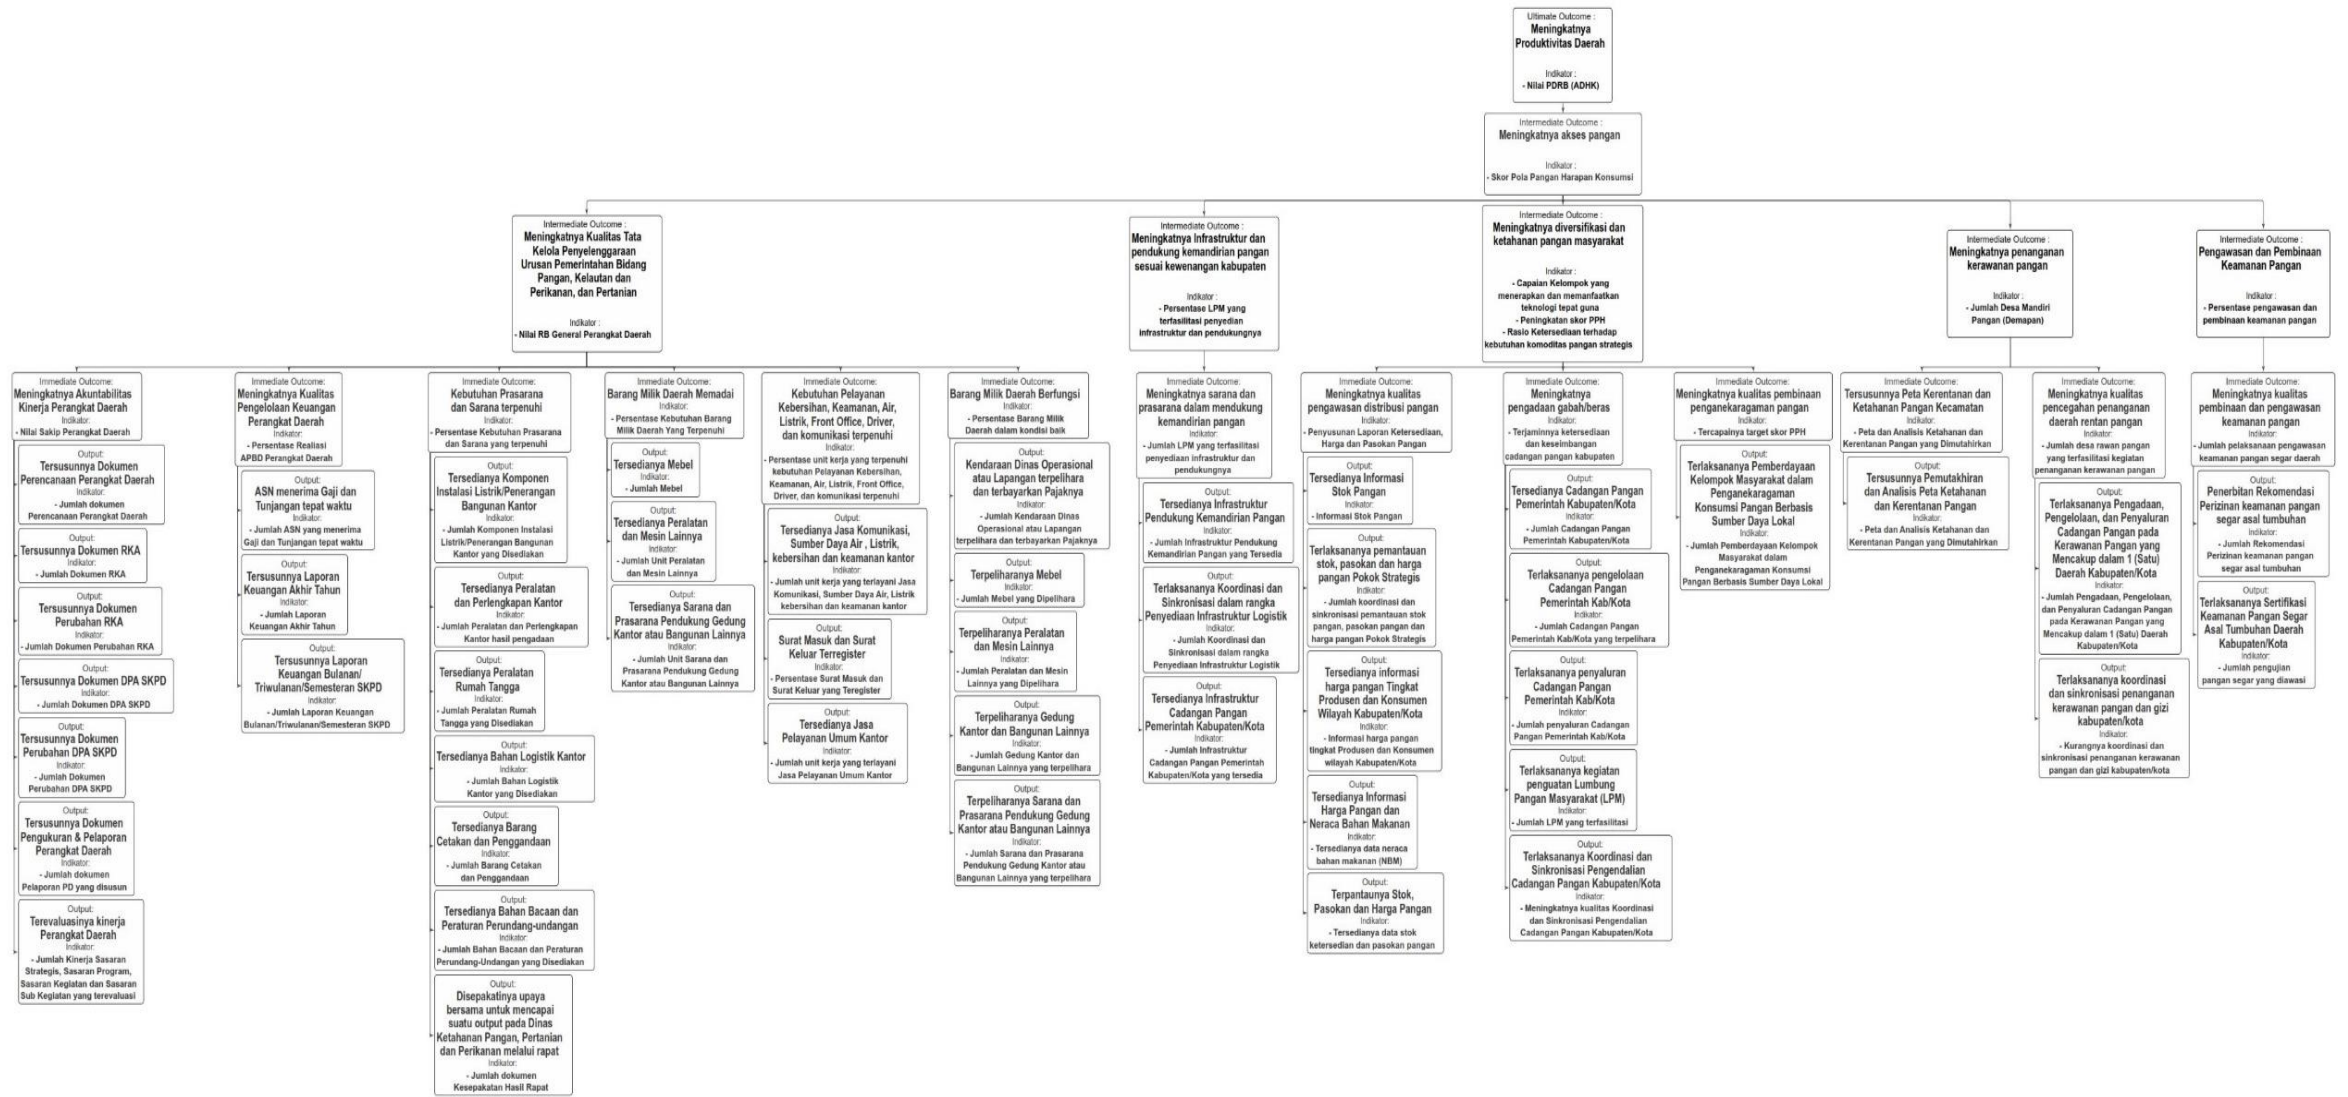 Ultimate Outcome :
Meningkatnya
Produktivitas Daerah
Indikator :
- Nilai PDRB (ADHK)
Intermediate Outcome :
Meningkatnya akses pangan
Indikator :
- Skor Pola Pangan Harapan Konsumsi
Intermediate Outcome :
Meningkatnya Kualitas Tata
Kelola Penyelenggaraan
Urusan Pemerintahan Bidang
Pangan, Kelautan dan
Perikanan, dan Pertanian
Indikator :
- Nilai RB General Perangkat Daerah
Intermediate Outcome :
Meningkatnya Infrastruktur dan
pendukung kemandirian pangan
sesuai kewenangan kabupaten
Indikator :
- Persentase LPM yang
terfasilitasi penyedian
infrastruktur dan pendukungnya
Intermediate Outcome :
Meningkatnya diversifikasi dan
ketahanan pangan masyarakat
Indikator :
- Capaian Kelompok yang
menerapkan dan memanfaatkan
teknologi tepat guna
- Peningkatan skor PPH
- Rasio Ketersediaan terhadap
kebutuhan komoditas pangan strategis
Intermediate Outcome :
Meningkatnya penanganan
kerawanan pangan
Indikator :
- Jumlah Desa Mandiri
Pangan (Demapan)
Intermediate Outcome :
Pengawasan dan Pembinaan
Keamanan Pangan
Indikator :
- Persentase pengawasan dan
pembinaan keamanan pangan
Immediate Outcome:
Meningkatnya Akuntabilitas
Kinerja Perangkat Daerah
Indikator:
- Nilai Sakip Perangkat Daerah
Output:
Tersusunnya Dokumen
Perencanaan Perangkat Daerah
Indikator:
- Jumlah dokumen
Perencanaan Perangkat Daerah
Output:
Tersusunnya Dokumen RKA
Indikator:
- Jumlah Dokumen RKA
Output:
Tersusunnya Dokumen
Perubahan RKA
Indikator:
- Jumlah Dokumen Perubahan RKA
Output:
Tersusunnya Dokumen DPA SKPD
Indikator:
- Jumlah Dokumen DPA SKPD
Output:
Tersusunnya Dokumen
Perubahan DPA SKPD
Indikator:
- Jumlah Dokumen
Perubahan DPA SKPD
Output:
Tersusunnya Dokumen
Pengukuran & Pelaporan
Perangkat Daerah
Indikator:
- Jumlah dokumen
Pelaporan PD yang disusun
Output:
Terevaluasinya kinerja
Perangkat Daerah
Indikator:
- Jumlah Kinerja Sasaran
Strategis, Sasaran Program,
Sasaran Kegiatan dan Sasaran
Sub Kegiatan yang terevaluasi
Immediate Outcome:
Meningkatnya Kualitas
Pengelolaan Keuangan
Perangkat Daerah
Indikator:
- Persentase Realiasi
APBD Perangkat Daerah
Output:
ASN menerima Gaji dan
Tunjangan tepat waktu
Indikator:
- Jumlah ASN yang menerima
Gaji dan Tunjangan tepat waktu
Output:
Tersusunnya Laporan
Keuangan Akhir Tahun
Indikator:
- Jumlah Laporan
Keuangan Akhir Tahun
Output:
Tersusunnya Laporan
Keuangan Bulanan/
Triwulanan/Semesteran SKPD
Indikator:
- Jumlah Laporan Keuangan
Bulanan/Triwulanan/Semesteran SKPD
Immediate Outcome:
Kebutuhan Prasarana
dan Sarana terpenuhi
Indikator:
- Persentase Kebutuhan Prasarana
dan Sarana yang terpenuhi
Output:
Tersedianya Komponen
Instalasi Listrik/Penerangan
Bangunan Kantor
Indikator:
- Jumlah Komponen Instalasi
Listrik/Penerangan Bangunan
Kantor yang Disediakan
Output:
Tersedianya Peralatan
dan Perlengkapan Kantor
Indikator:
- Jumlah Peralatan dan Perlengkapan
Kantor hasil pengadaan
Output:
Tersedianya Peralatan
Rumah Tangga
Indikator:
- Jumlah Peralatan Rumah
Tangga yang Disediakan
Output:
Tersedianya Bahan Logistik Kantor
Indikator:
- Jumlah Bahan Logistik
Kantor yang Disediakan
Output:
Tersedianya Barang
Cetakan dan Penggandaan
Indikator:
- Jumlah Barang Cetakan
dan Penggandaan
Output:
Tersedianya Bahan Bacaan dan
Peraturan Perundang-undangan
Indikator:
- Jumlah Bahan Bacaan dan Peraturan
Perundang-Undangan yang Disediakan
Output:
Disepakatinya upaya
bersama untuk mencapai
suatu output pada Dinas
Ketahanan Pangan, Pertanian
dan Perikanan melalui rapat
Indikator:
- Jumlah dokumen
Kesepakatan Hasil Rapat
Immediate Outcome:
Barang Milik Daerah Memadai
Indikator:
- Persentase Kebutuhan Barang
Milik Daerah Yang Terpenuhi
Output:
Tersedianya Mebel
Indikator:
- Jumlah Mebel
Output:
Tersedianya Peralatan
dan Mesin Lainnya
Indikator:
- Jumlah Unit Peralatan
dan Mesin Lainnya
Output:
Tersedianya Sarana dan
Prasarana Pendukung Gedung
Kantor atau Bangunan Lainnya
Indikator:
- Jumlah Unit Sarana dan
Prasarana Pendukung Gedung
Kantor atau Bangunan Lainnya
Immediate Outcome:
Kebutuhan Pelayanan
Kebersihan, Keamanan, Air,
Listrik, Front Office, Driver,
dan komunikasi terpenuhi
Indikator:
- Persentase unit kerja yang terpenuhi
kebutuhan Pelayanan Kebersihan,
Keamanan, Air, Listrik, Front Office,
Driver, dan komunikasi terpenuhi
Output:
Tersedianya Jasa Komunikasi,
Sumber Daya Air , Listrik,
kebersihan dan keamanan kantor
Indikator:
- Jumlah unit kerja yang terlayani Jasa
Komunikasi, Sumber Daya Air, Listrik
kebersihan dan keamanan kantor
Output:
Surat Masuk dan Surat
Keluar Terregister
Indikator:
- Persentase Surat Masuk dan
Surat Keluar yang Teregister
Output:
Tersedianya Jasa
Pelayanan Umum Kantor
Indikator:
- Jumlah unit kerja yang terlayani
Jasa Pelayanan Umum Kantor
Immediate Outcome:
Barang Milik Daerah Berfungsi
Indikator:
- Persentase Barang Milik
Daerah dalam kondisi baik
Output:
Kendaraan Dinas Operasional
atau Lapangan terpelihara
dan terbayarkan Pajaknya
Indikator:
- Jumlah Kendaraan Dinas
Operasional atau Lapangan
terpelihara dan terbayarkan Pajaknya
Output:
Terpeliharanya Mebel
Indikator:
- Jumlah Mebel yang Dipelihara
Output:
Terpeliharanya Peralatan
dan Mesin Lainnya
Indikator:
- Jumlah Peralatan dan Mesin
Lainnya yang Dipelihara
Output:
Terpeliharanya Gedung
Kantor dan Bangunan Lainnya
Indikator:
- Jumlah Gedung Kantor dan
Bangunan Lainnya yang terpelihara
Output:
Terpeliharanya Sarana dan
Prasarana Pendukung Gedung
Kantor atau Bangunan Lainnya
Indikator:
- Jumlah Sarana dan Prasarana
Pendukung Gedung Kantor atau
Bangunan Lainnya yang terpelihara
Immediate Outcome:
Meningkatnya sarana dan
prasarana dalam mendukung
kemandirian pangan
Indikator:
- Jumlah LPM yang terfasilitasi
penyediaan infrastruktur dan
pendukungnya
Output:
Tersedianya Infrastruktur
Pendukung Kemandirian Pangan
Indikator:
- Jumlah Infrastruktur Pendukung
Kemandirian Pangan yang Tersedia
Output:
Terlaksananya Koordinasi dan
Sinkronisasi dalam rangka
Penyediaan Infrastruktur Logistik
Indikator:
- Jumlah Koordinasi dan
Sinkronisasi dalam rangka
Penyediaan Infrastruktur Logistik
Output:
Tersedianya Infrastruktur
Cadangan Pangan
Pemerintah Kabupaten/Kota
Indikator:
- Jumlah Infrastruktur
Cadangan Pangan Pemerintah
Kabupaten/Kota yang tersedia
Immediate Outcome:
Meningkatnya kualitas
pengawasan distribusi pangan
Indikator:
- Penyusunan Laporan Ketersediaan,
Harga dan Pasokan Pangan
Output:
Tersedianya Informasi
Stok Pangan
Indikator:
- Informasi Stok Pangan
Output:
Terlaksananya pemantauan
stok, pasokan dan harga
pangan Pokok Strategis
Indikator:
- Jumlah koordinasi dan
sinkronisasi pemantauan stok
pangan, pasokan pangan dan
harga pangan Pokok Strategis
Output:
Tersedianya informasi
harga pangan Tingkat
Produsen dan Konsumen
Wilayah Kabupaten/Kota
Indikator:
- Informasi harga pangan
tingkat Produsen dan Konsumen
wilayah Kabupaten/Kota
Output:
Tersedianya Informasi
Harga Pangan dan
Neraca Bahan Makanan
Indikator:
- Tersedianya data neraca
bahan makanan (NBM)
Output:
Terpantaunya Stok,
Pasokan dan Harga Pangan
Indikator:
- Tersedianya data stok
ketersedian dan pasokan pangan
Immediate Outcome:
Meningkatnya
pengadaan gabah/beras
Indikator:
- Terjaminnya ketersediaan
dan keseimbangan
cadangan pangan kabupaten
Output:
Tersedianya Cadangan Pangan
Pemerintah Kabupaten/Kota
Indikator:
- Jumlah Cadangan Pangan
Pemerintah Kabupaten/Kota
Output:
Terlaksananya pengelolaan
Cadangan Pangan
Pemerintah Kab/Kota
Indikator:
- Jumlah Cadangan Pangan
Pemerintah Kab/Kota yang terpelihara
Output:
Terlaksananya penyaluran
Cadangan Pangan
Pemerintah Kab/Kota
Indikator:
- Jumlah penyaluran Cadangan
Pangan Pemerintah Kab/Kota
Output:
Terlaksananya kegiatan
penguatan Lumbung
Pangan Masyarakat (LPM)
Indikator:
- Jumlah LPM yang terfasilitasi
Output:
Terlaksananya Koordinasi dan
Sinkronisasi Pengendalian
Cadangan Pangan Kabupaten/Kota
Indikator:
- Meningkatnya kualitas Koordinasi
dan Sinkronisasi Pengendalian
Cadangan Pangan Kabupaten/Kota
Immediate Outcome:
Meningkatnya kualitas pembinaan
penganekaragaman pangan
Indikator:
- Tercapainya target skor PPH
Output:
Terlaksananya Pemberdayaan
Kelompok Masyarakat dalam
Penganekaragaman
Konsumsi Pangan Berbasis
Sumber Daya Lokal
Indikator:
- Jumlah Pemberdayaan Kelompok
Masyarakat dalam
Penganekaragaman Konsumsi
Pangan Berbasis Sumber Daya Lokal
Immediate Outcome:
Tersusunnya Peta Kerentanan dan
Ketahanan Pangan Kecamatan
Indikator:
- Peta dan Analisis Ketahanan dan
Kerentanan Pangan yang Dimutahirkan
Output:
Tersusunya Pemutakhiran
dan Analisis Peta Ketahanan
dan Kerentanan Pangan
Indikator:
- Peta dan Analisis Ketahanan dan
Kerentanan Pangan yang Dimutahirkan
Immediate Outcome:
Meningkatnya kualitas
pencegahan penanganan
daerah rentan pangan
Indikator:
- Jumlah desa rawan pangan
yang terfasilitasi kegiatan
penanganan kerawanan pangan
Output:
Terlaksananya Pengadaan,
Pengelolaan, dan Penyaluran
Cadangan Pangan pada
Kerawanan Pangan yang
Mencakup dalam 1 (Satu)
Daerah Kabupaten/Kota
Indikator:
- Jumlah Pengadaan, Pengelolaan,
dan Penyaluran Cadangan Pangan
pada Kerawanan Pangan yang
Mencakup dalam 1 (Satu) Daerah
Kabupaten/Kota
Output:
Terlaksananya koordinasi
dan sinkronisasi penanganan
kerawanan pangan dan gizi
kabupaten/kota
Indikator:
- Kurangnya koordinasi dan
sinkronisasi penanganan kerawanan
pangan dan gizi kabupaten/kota
Immediate Outcome:
Meningkatnya kualitas
pembinaan dan pengawasan
keamanan pangan
Indikator:
- Jumlah pelaksanaan pengawasan
keamanan pangan segar daerah
Output:
Penerbitan Rekomendasi
Perizinan keamanan pangan
segar asal tumbuhan
Indikator:
- Jumlah Rekomendasi
Perizinan keamanan pangan
segar asal tumbuhan
Output:
Terlaksananya Sertifikasi
Keamanan Pangan Segar
Asal Tumbuhan Daerah
Kabupaten/Kota
Indikator:
- Jumlah pengujian
pangan segar yang diawasi